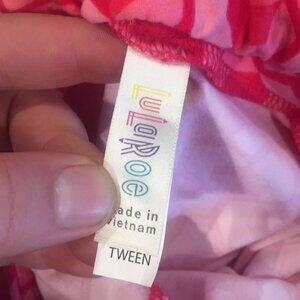 LuLaRoe
ade in
ietnam
TWEEN